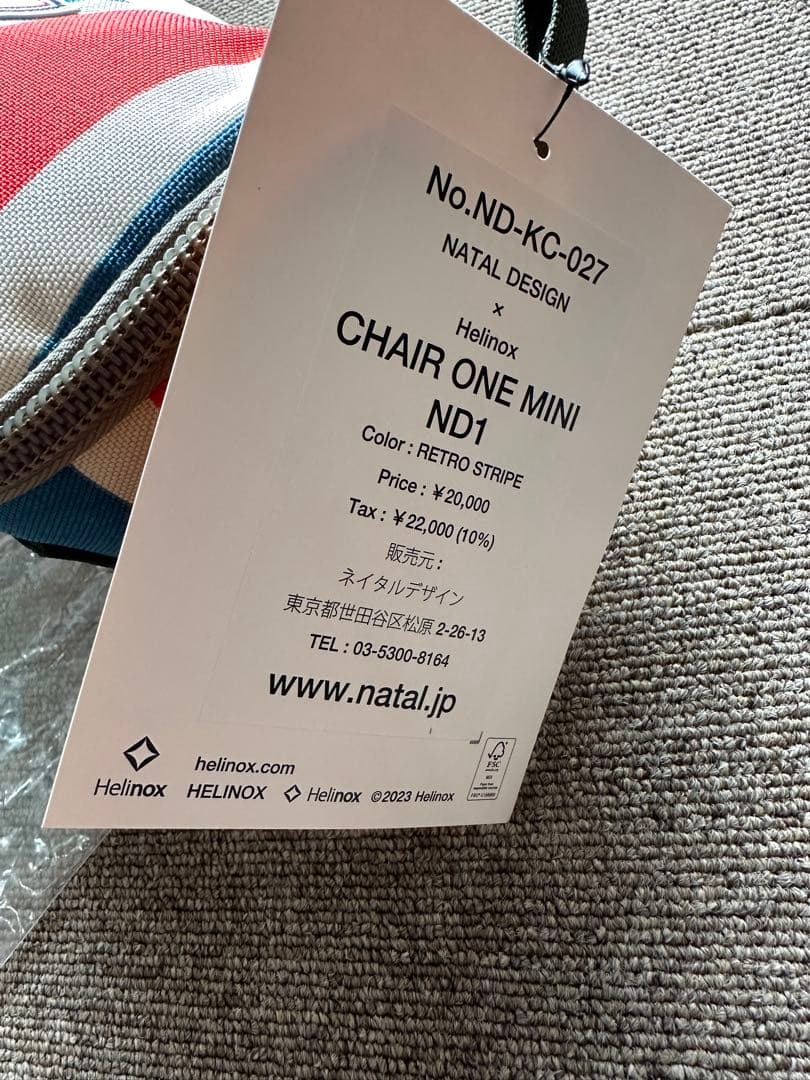 No.ND-KC-027
NATAL DESIGN
×
Helinox
CHAIR ONE MINI
ND1
Color : RETRO STRIPE
Price : ¥20,000
Tax : ¥22,000 (10%)
販売元 :
ネイタルデザイン
東京都世田谷区松原 2-26-13
TEL : 03-5300-8164
www.natal.jp
helinox.com
Helinox HELINOX Helinox ©2023 Helinox
FSC